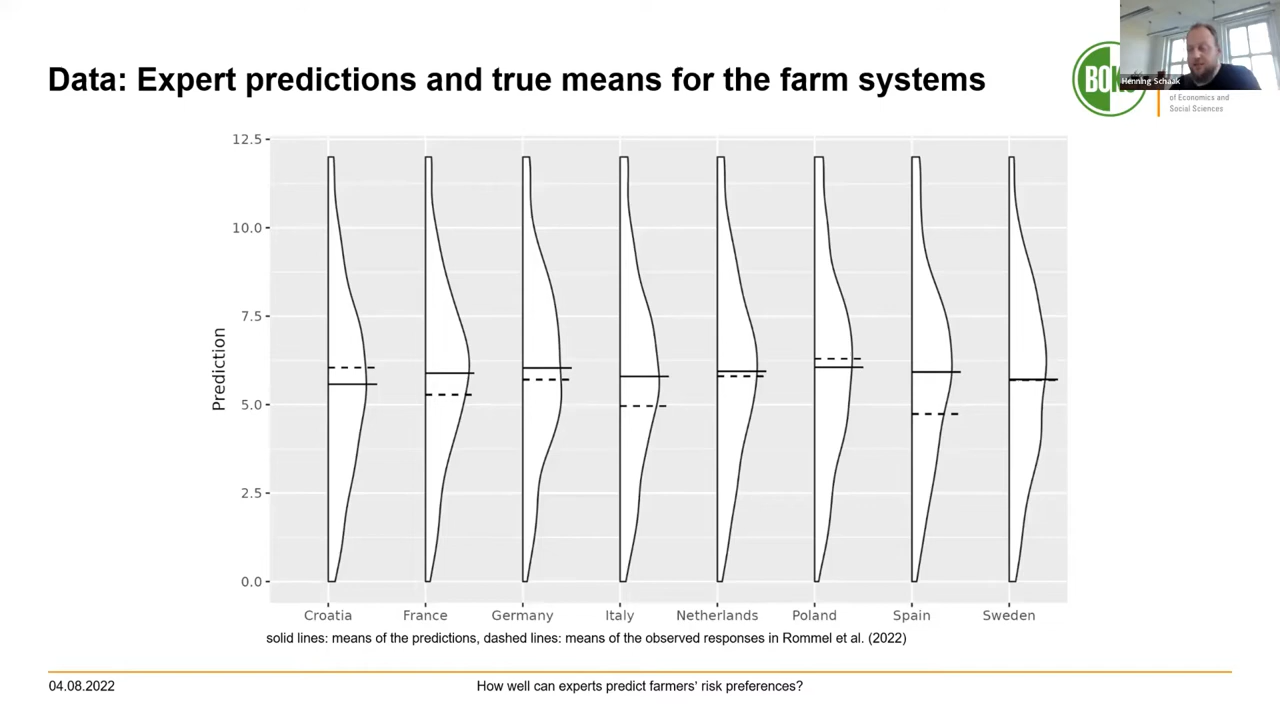 Data: Expert predictions and true means for the farm systems
Henning Schaak
of Economics and
Social Sciences
12.5
10.0
7.5
5.0
2.5
0.0
Prediction
Croatia France Germany Italy Netherlands Poland Spain Sweden
solid lines: means of the predictions, dashed lines: means of the observed responses in Rommel et al. (2022)
04.08.2022 How well can experts predict farmers' risk preferences?